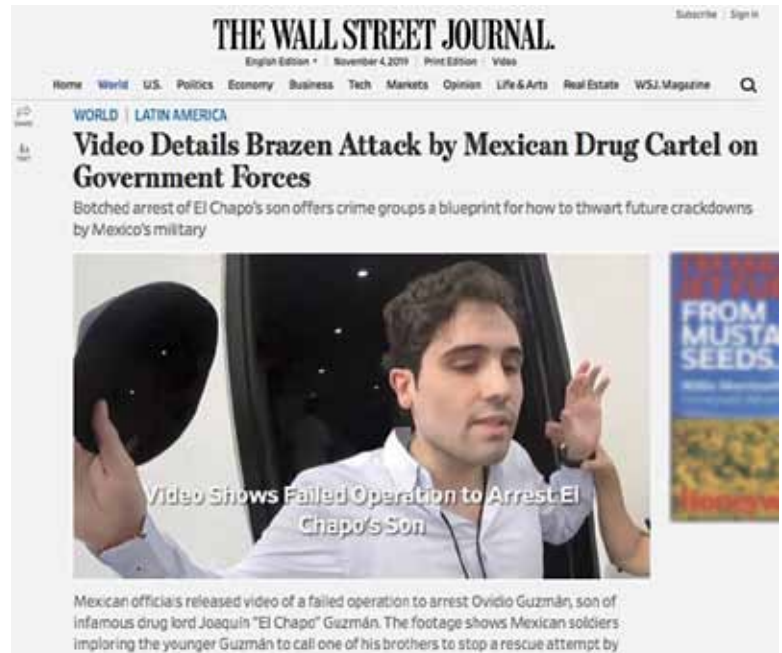 Subscribe | Sign In
THE WALL STREET JOURNAL.
English Edition | November 4, 2019 | Print Edition | Video
Home World U.S. Politics Economy Business Tech Markets Opinion Life & Arts Real Estate WSJ. Magazine
SHARE
WORLD | LATIN AMERICA
TEXT
Video Details Brazen Attack by Mexican Drug Cartel on
Government Forces
Botched arrest of El Chapo's son offers crime groups a blueprint for how to thwart future crackdowns
by Mexico's military
FROM
MUSTA
SEEDS.
Honeyw
Video Shows Failed Operation to Arrest El
Chapo's Son
Mexican officials released video of a failed operation to arrest Ovidio Guzmán, son of
infamous drug lord Joaquín "El Chapo" Guzmán. The footage shows Mexican soldiers
imploring the younger Guzmán to call one of his brothers to stop a rescue attempt by